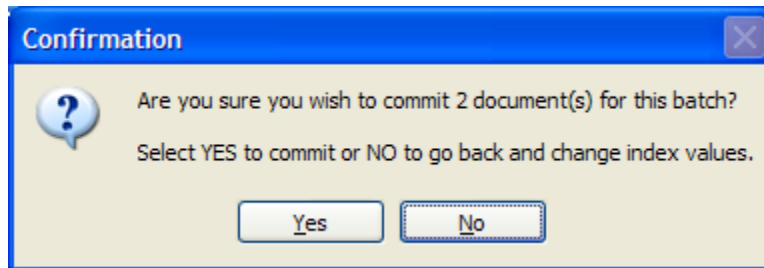 Confirmation
Are you sure you wish to commit 2 document(s) for this batch?
Select YES to commit or NO to go back and change index values.
Yes
No